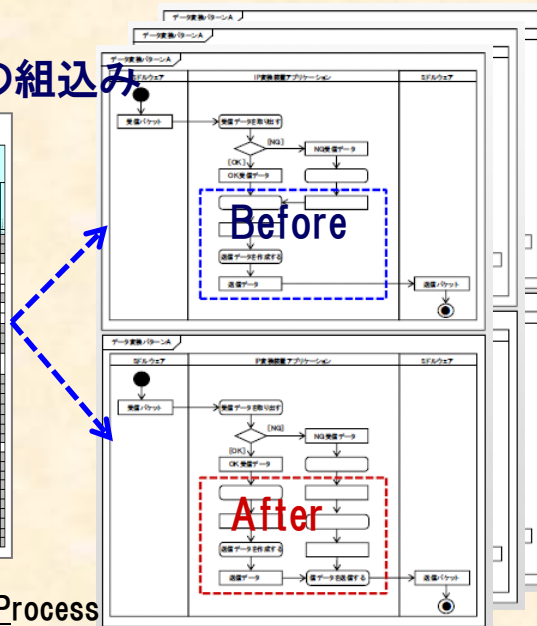 の組込み
データ変換パターンA
データ変換パターンA
データ変換パターンA
ミドルウェア
IP変換装置アプリケーション
ミドルウェア
受信パケット
受信データを取り出す
[NG]
NG受信データ
[OK]
OK受信データ
Before
送信データを作成する
送信データ
送信パケット
データ変換パターンA
ミドルウェア
IP変換装置アプリケーション
ミドルウェア
受信パケット
受信データを取り出す
[NG]
NG受信データ
[OK]
OK受信データ
After
送信データを作成する
送信データ
信データを送信する
送信パケット
Process